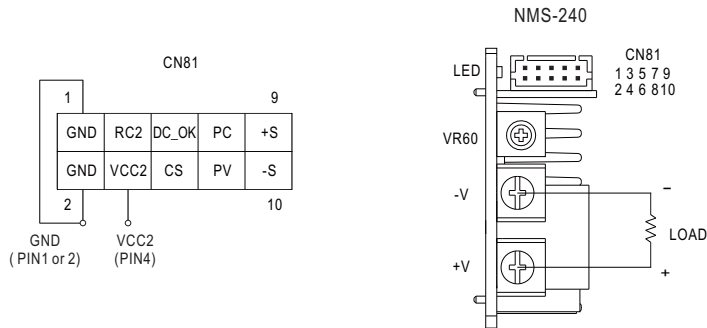 NMS-240
CN81
1 9
GND RC2 DC_OK PC +S
GND VCC2 CS PV -S
2 10
GND VCC2
( PIN1 or 2) (PIN4)
LED
CN81
1 3 5 7 9
2 4 6 8 10
VR60
-V
−
LOAD
+V
+